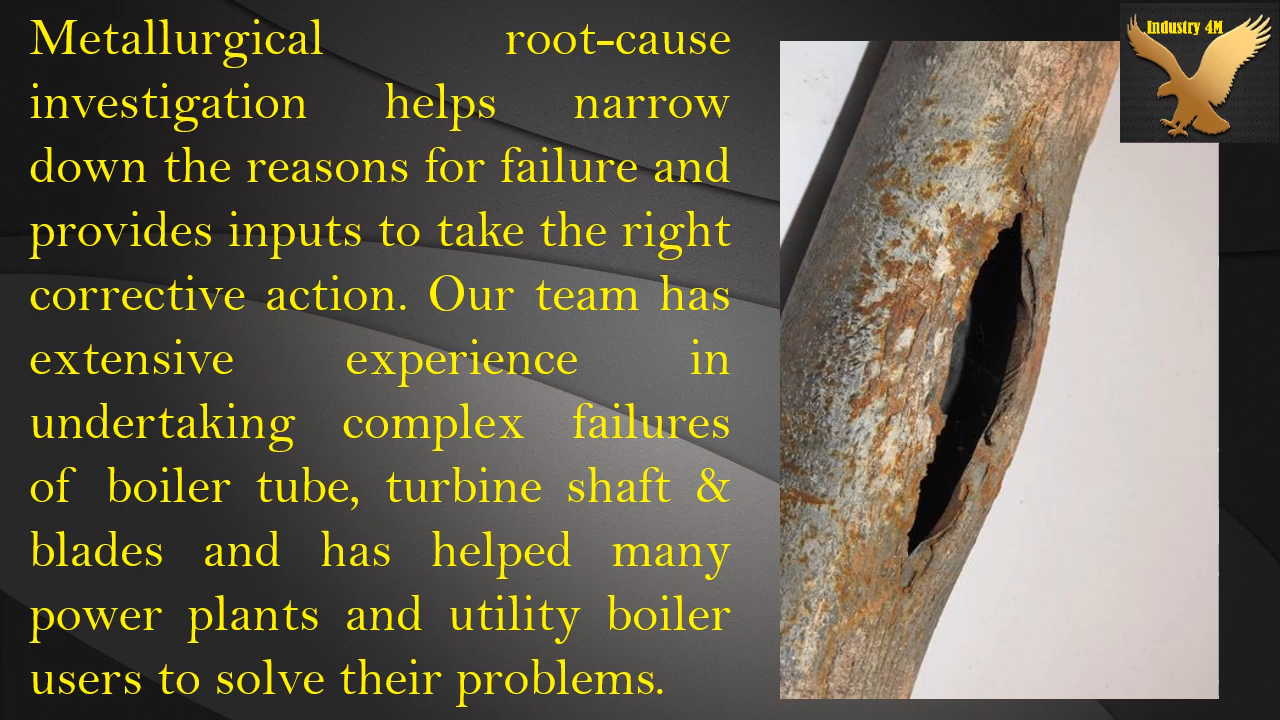 Metallurgical root-cause
investigation helps narrow
down the reasons for failure and
provides inputs to take the right
corrective action. Our team has
extensive experience in
undertaking complex failures
of boiler tube, turbine shaft &
blades and has helped many
power plants and utility boiler
users to solve their problems.
Industry 4M